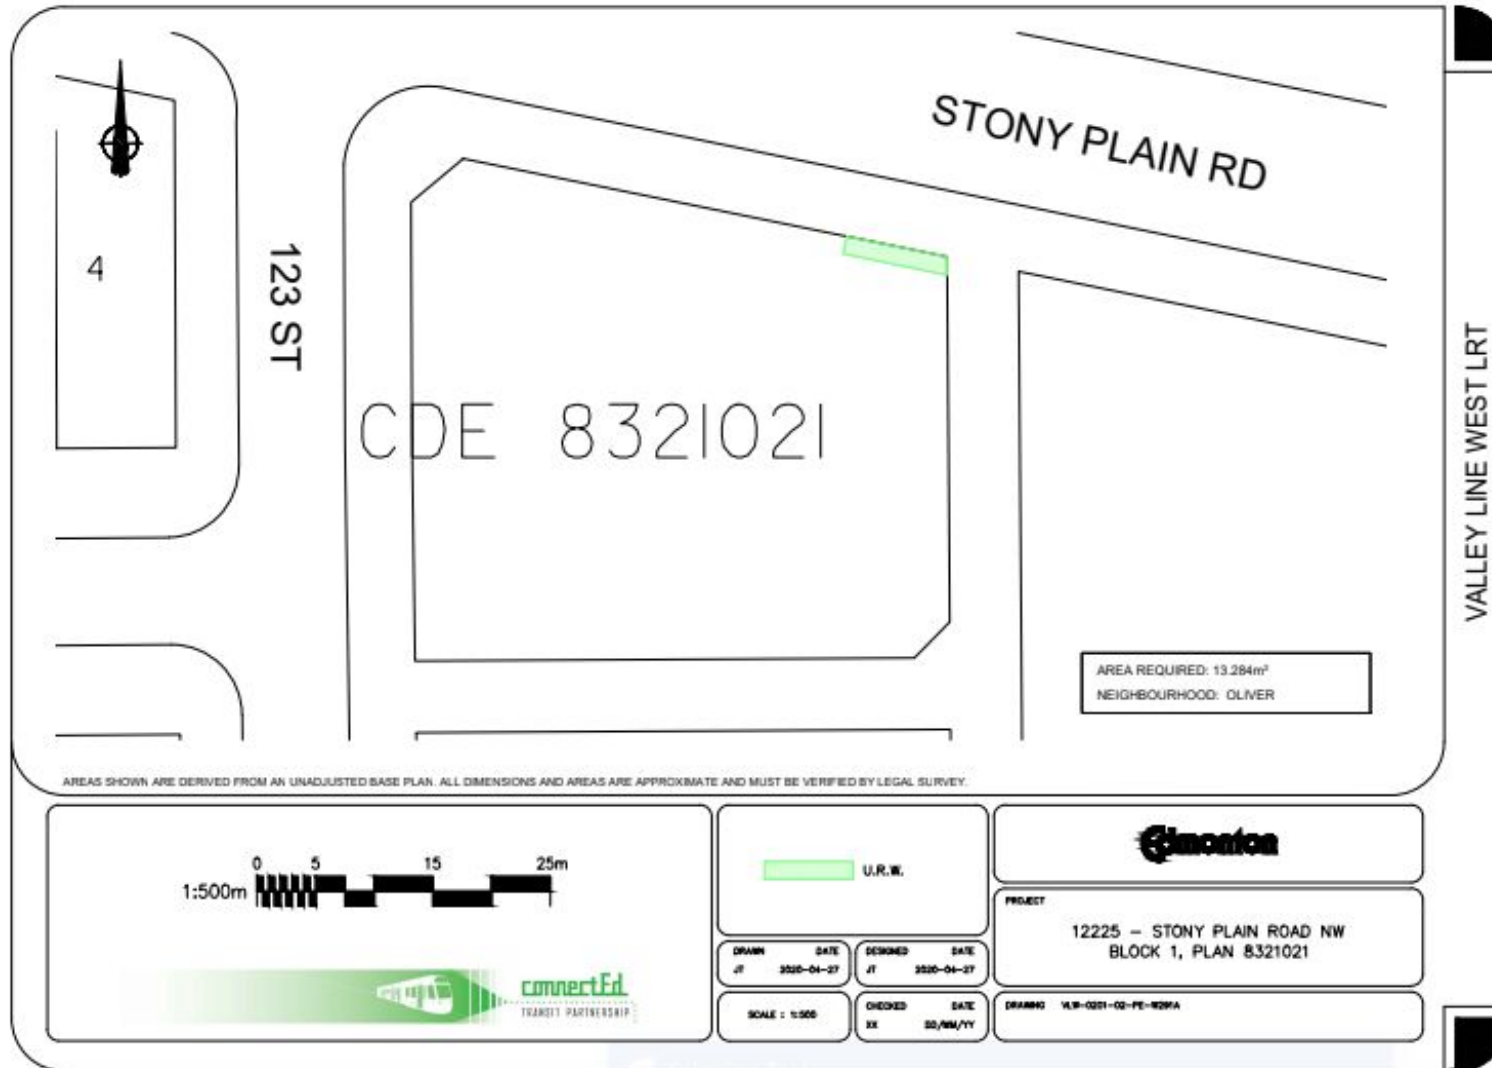 STONY PLAIN RD
4
123 ST
CDE 8321021
VALLEY LINE WEST LRT
AREA REQUIRED: 13.284m²
NEIGHBOURHOOD: OLIVER
AREAS SHOWN ARE DERIVED FROM AN UNADJUSTED BASE PLAN. ALL DIMENSIONS AND AREAS ARE APPROXIMATE AND MUST BE VERIFIED BY LEGAL SURVEY.
0 5 15 25m
1:500m
connectEd
TRANSIT PARTNERSHIP
U.R.W.
DRAWN DATE
JT 2020-04-27
DESIGNED DATE
JT 2020-04-27
SCALE : 1:500
CHECKED DATE
XX DD/MM/YY
Edmonton
PROJECT
12225 – STONY PLAIN ROAD NW
BLOCK 1, PLAN 8321021
DRAWING